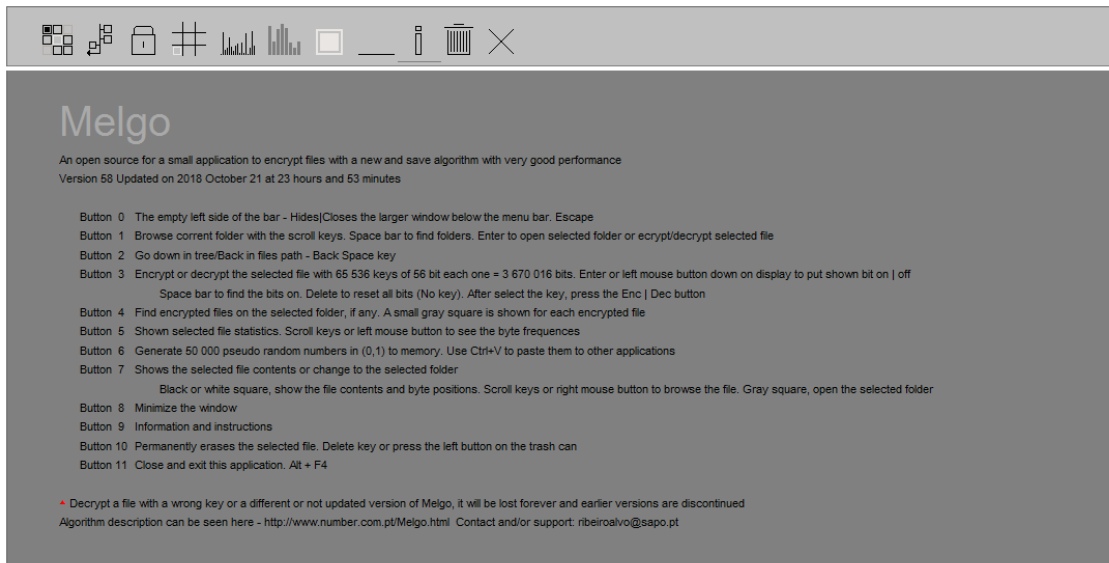 Melgo
An open source for a small application to encrypt files with a new and save algorithm with very good performance
Version 58 Updated on 2018 October 21 at 23 hours and 53 minutes
Button 0 The empty left side of the bar - Hides|Closes the larger window below the menu bar. Escape
Button 1 Browse corrent folder with the scroll keys. Space bar to find folders. Enter to open selected folder or ecrypt/decrypt selected file
Button 2 Go down in tree/Back in files path - Back Space key
Button 3 Encrypt or decrypt the selected file with 65 536 keys of 56 bit each one = 3 670 016 bits. Enter or left mouse button down on display to put shown bit on | off
Space bar to find the bits on. Delete to reset all bits (No key). After select the key, press the Enc | Dec button
Button 4 Find encrypted files on the selected folder, if any. A small gray square is shown for each encrypted file
Button 5 Shown selected file statistics. Scroll keys or left mouse button to see the byte frequences
Button 6 Generate 50 000 pseudo random numbers in (0,1) to memory. Use Ctrl+V to paste them to other applications
Button 7 Shows the selected file contents or change to the selected folder
Black or white square, show the file contents and byte positions. Scroll keys or right mouse button to browse the file. Gray square, open the selected folder
Button 8 Minimize the window
Button 9 Information and instructions
Button 10 Permanently erases the selected file. Delete key or press the left button on the trash can
Button 11 Close and exit this application. Alt + F4
* Decrypt a file with a wrong key or a different or not updated version of Melgo, it will be lost forever and earlier versions are discontinued
Algorithm description can be seen here - http://www.number.com.pt/Melgo.html Contact and/or support: ribeiroalvo@sapo.pt